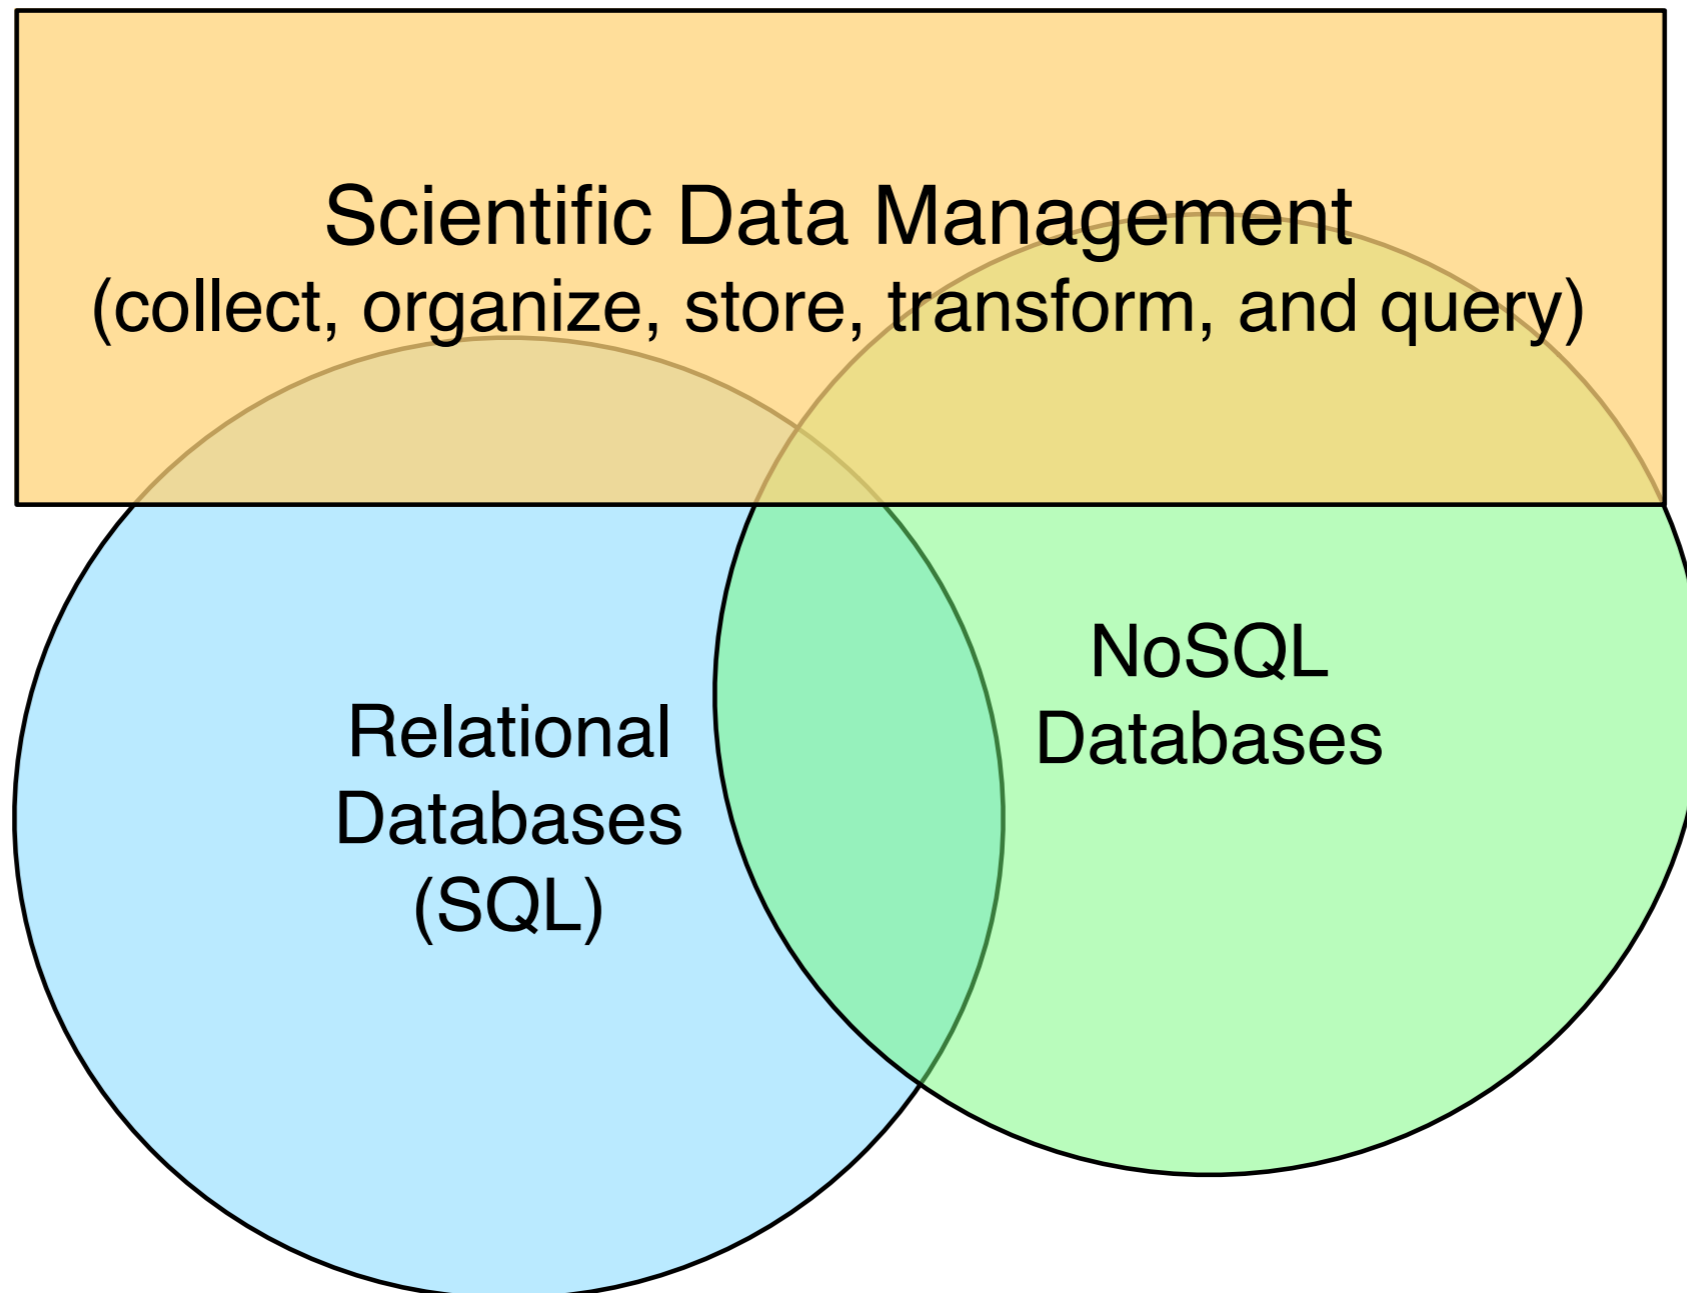 Scientific Data Management
(collect, organize, store, transform, and query)
Relational
Databases
(SQL)
NoSQL
Databases